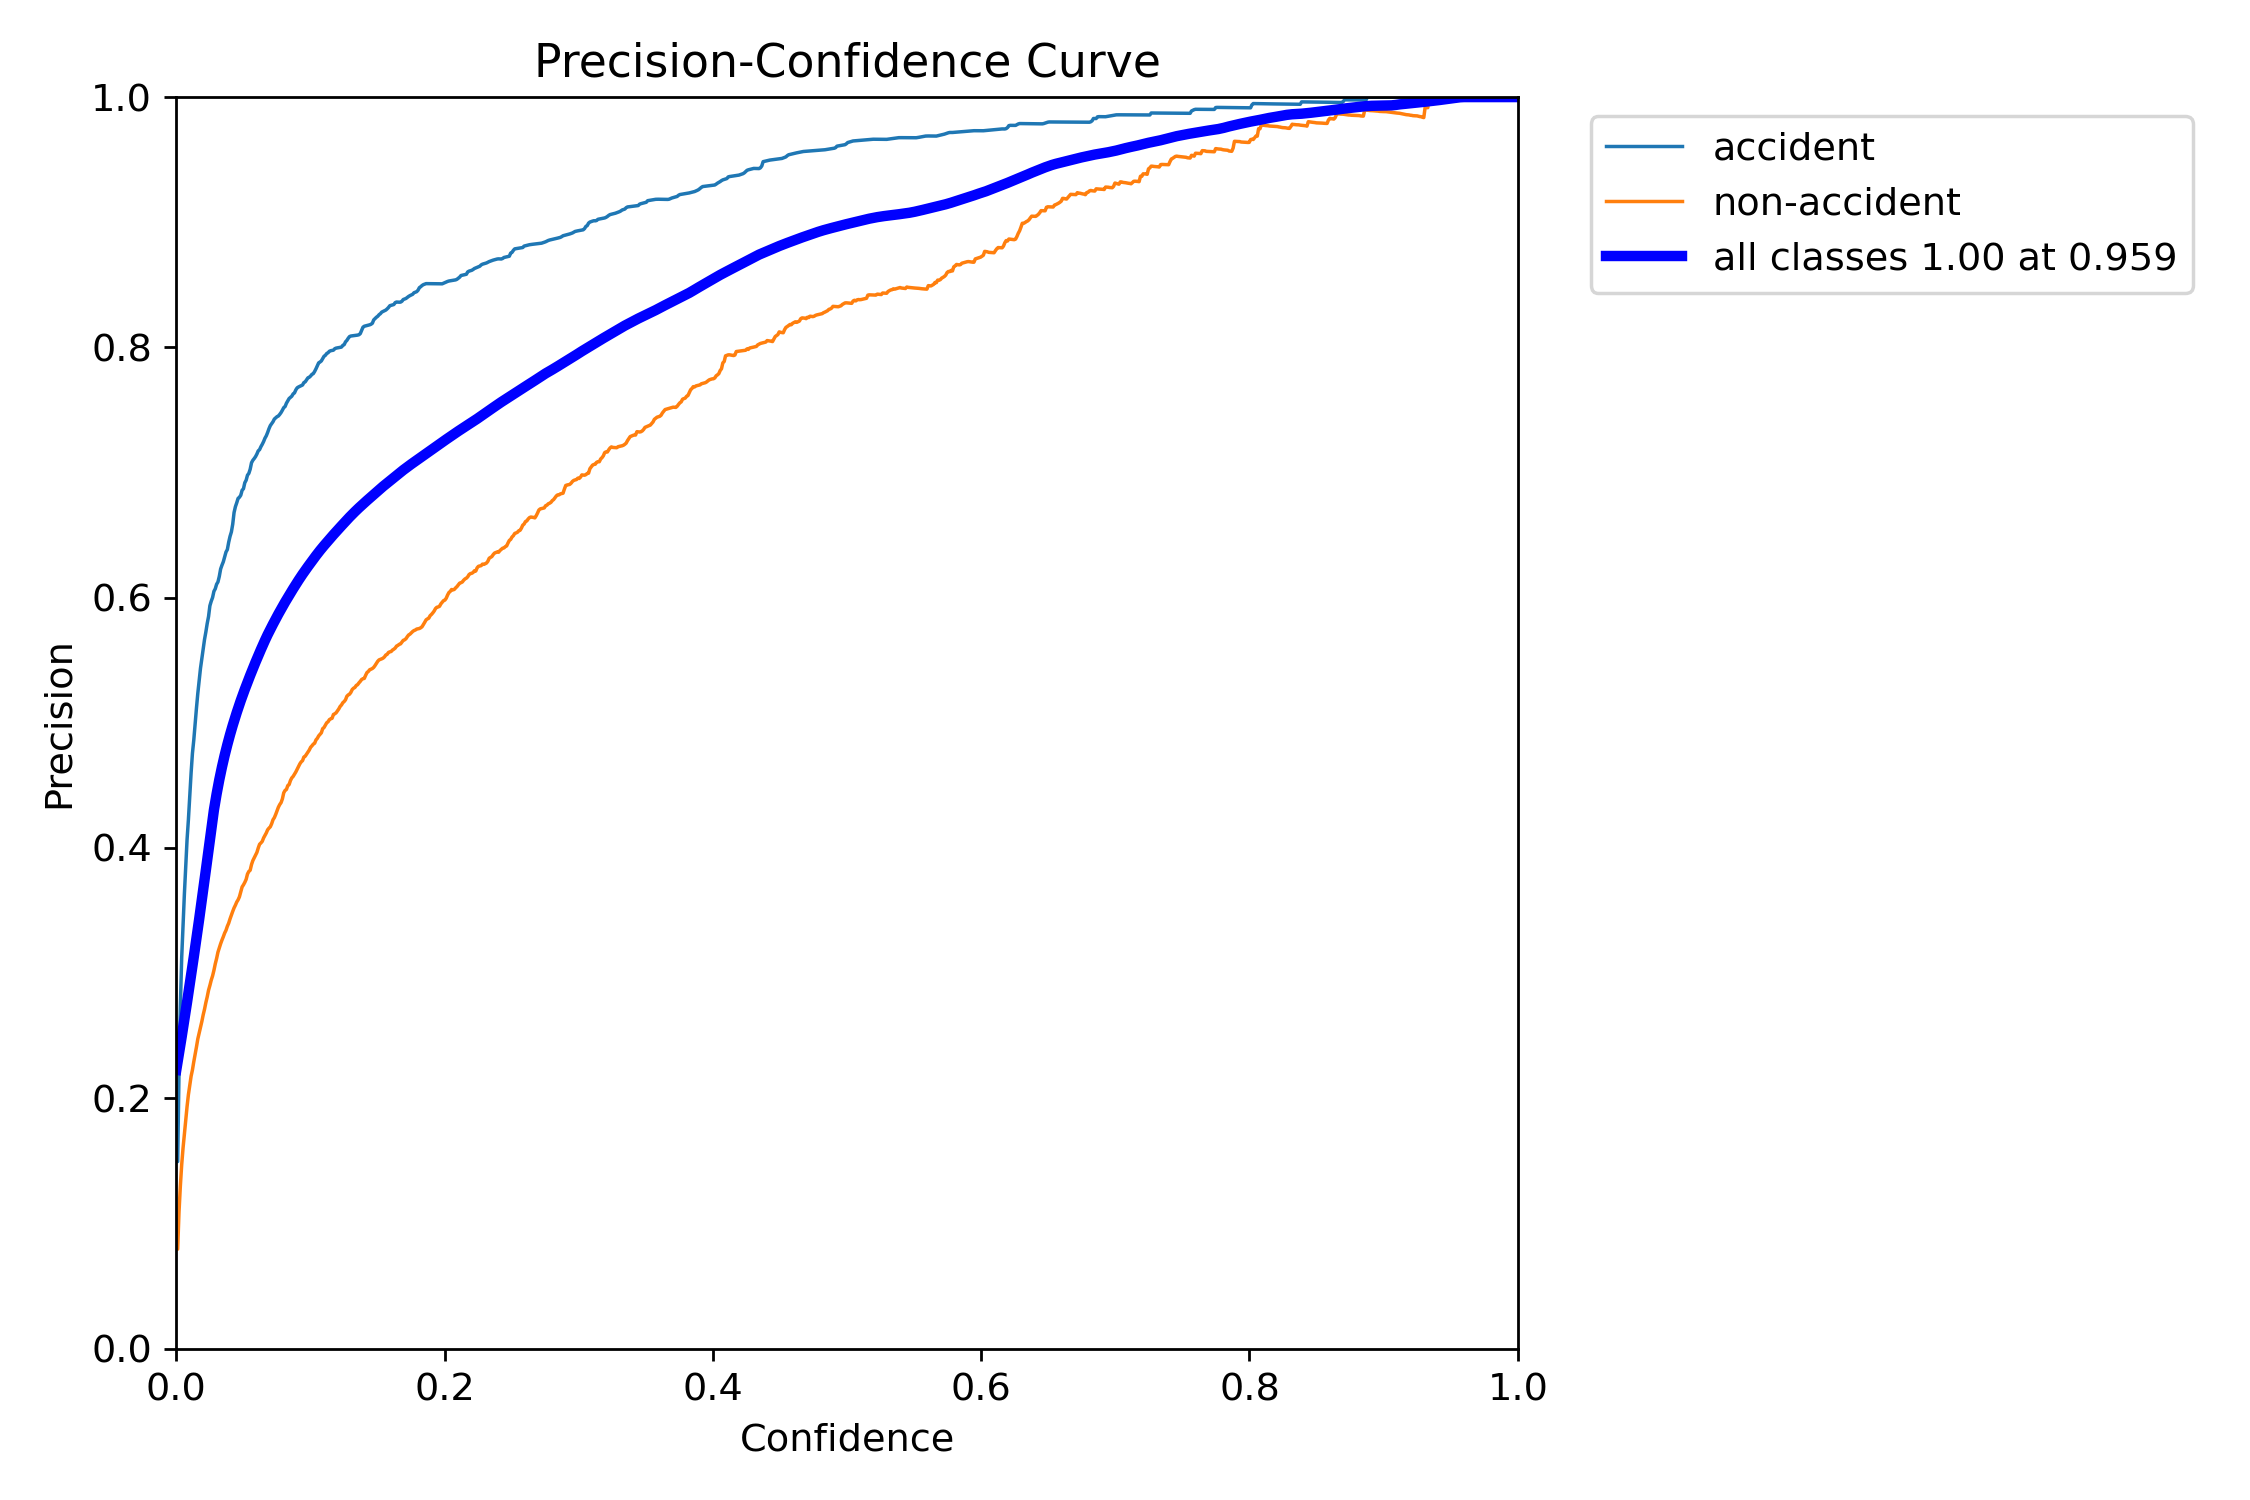 Precision-Confidence Curve
1.0
0.8
0.6
0.4
0.2
0.0
Precision
0.0 0.2 0.4 0.6 0.8 1.0
Confidence
accident
non-accident
all classes 1.00 at 0.959